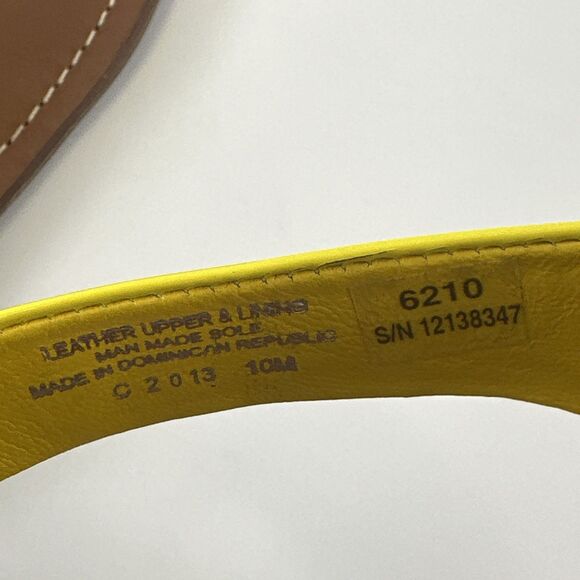 LEATHER UPPER & LINING
MAN MADE SOLE
MADE IN DOMINICAN REPUBLIC
C 2013 10M
6210
S/N 12138347